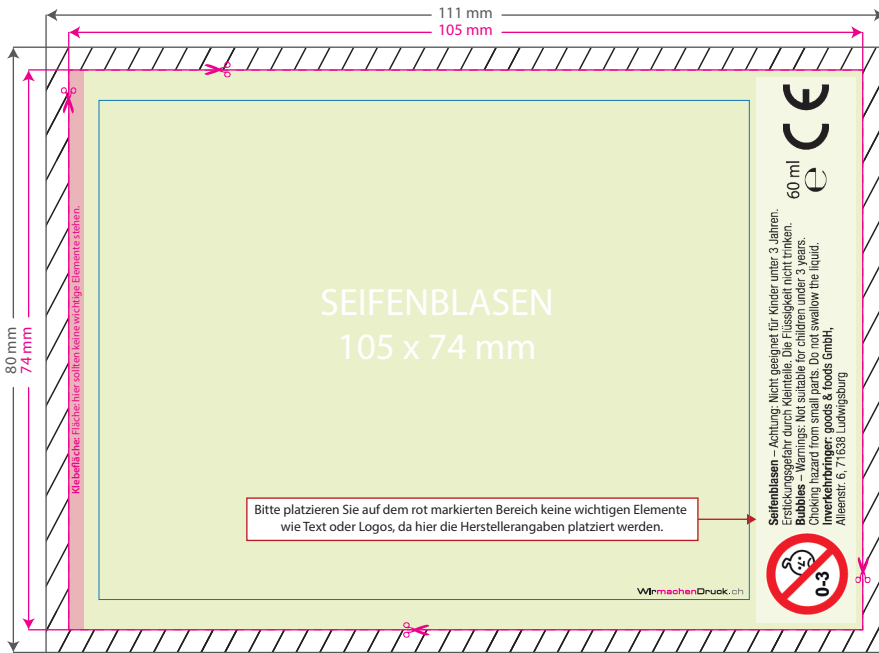 111 mm
105 mm
80 mm
74 mm
Klebefläche: Fläche: hier sollten keine wichtige Elemente stehen.
SEIFENBLASEN
105 x 74 mm
Bitte platzieren Sie auf dem rot markierten Bereich keine wichtigen Elemente
wie Text oder Logos, da hier die Herstellerangaben platziert werden.
WIrmachenDruck.ch
Seifenblasen – Achtung: Nicht geeignet für Kinder unter 3 Jahren.
Erstickungsgefahr durch Kleinteile. Die Flüssigkeit nicht trinken.
Bubbles – Warnings: Not suitable for children under 3 years.
Choking hazard from small parts. Do not swallow the liquid.
Inverkehrbringer: goods & foods GmbH,
Alleenstr. 6, 71638 Ludwigsburg
60 ml
℮
CE
0-3